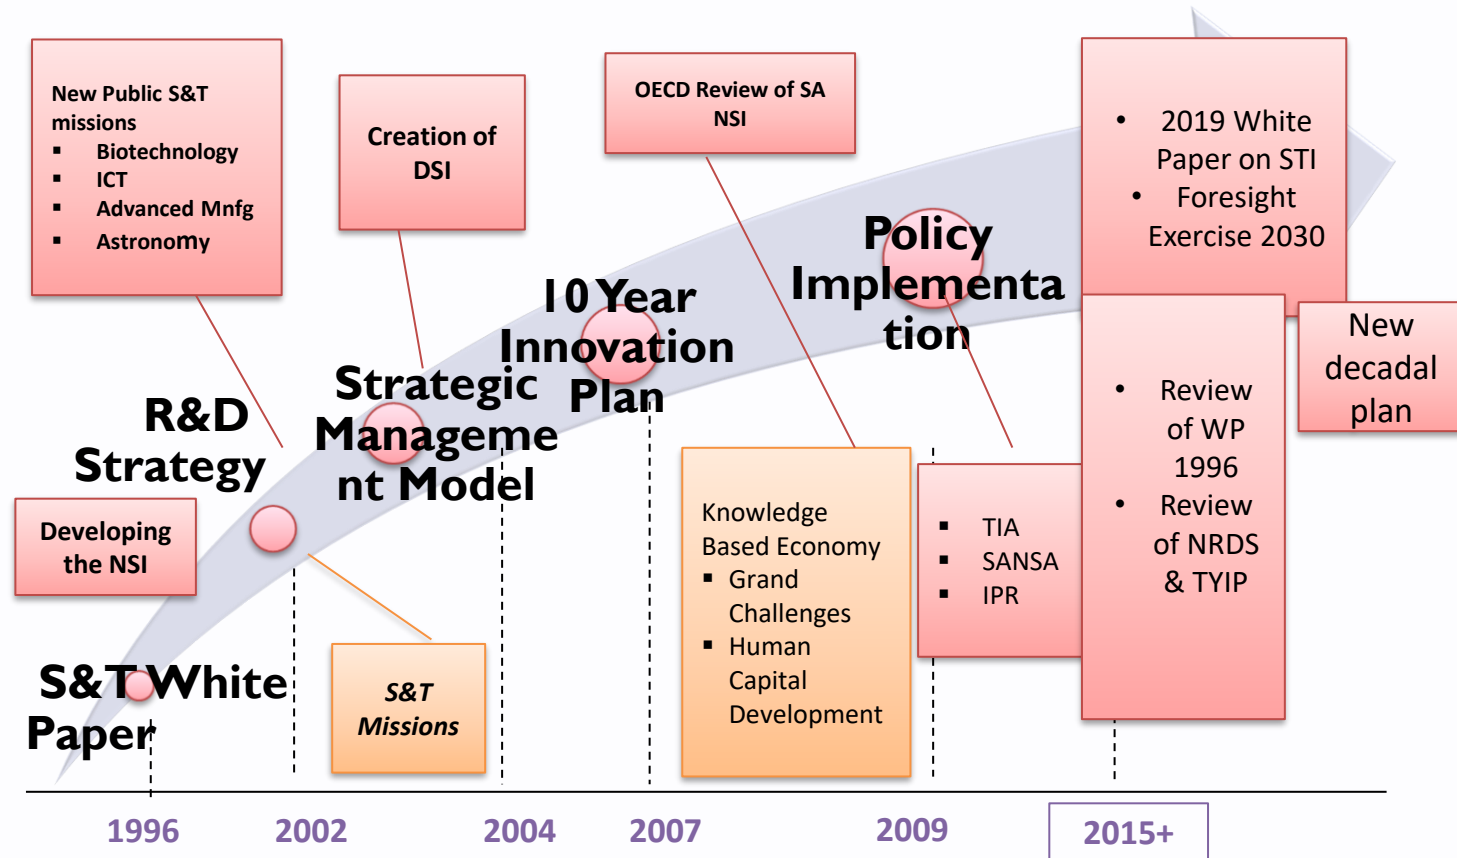 New Public S&T
missions
▪ Biotechnology
▪ ICT
▪ Advanced Mnfg
▪ Astronomy
Creation of
DSI
OECD Review of SA
NSI
• 2019 White
Paper on STI
• Foresight
Exercise 2030
Policy
Implementa
tion
10 Year
Innovation
Plan
Strategic
Manageme
nt Model
R&D
Strategy
Developing
the NSI
S&T White
Paper
S&T
Missions
Knowledge
Based Economy
▪ Grand
Challenges
▪ Human
Capital
Development
▪ TIA
▪ SANSA
▪ IPR
• Review
of WP
1996
• Review
of NRDS
& TYIP
New
decadal
plan
1996
2002
2004
2007
2009
2015+